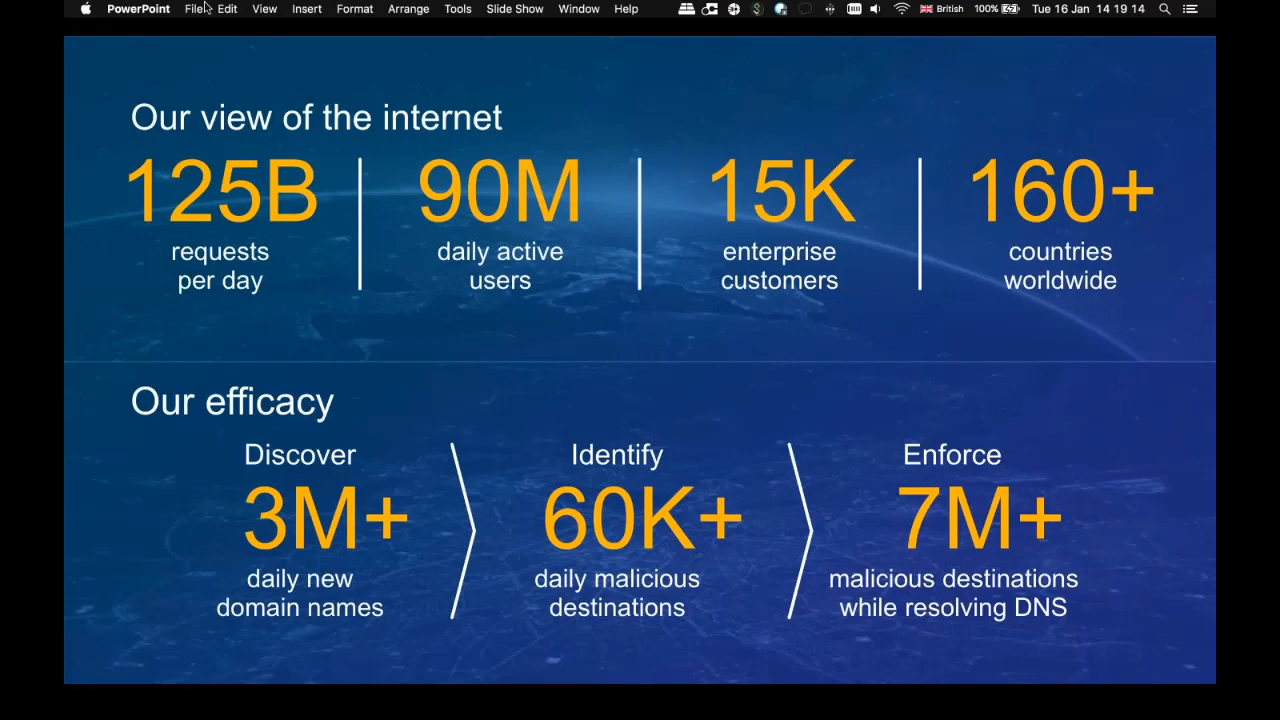 PowerPoint File Edit View Insert Format Arrange Tools Slide Show Window Help British 100% Tue 16 Jan 14 19 14
Our view of the internet
125B 90M 15K 160+
requests daily active enterprise countries
per day users customers worldwide
Our efficacy
Discover Identify Enforce
3M+ 60K+ 7M+
daily new daily malicious malicious destinations
domain names destinations while resolving DNS